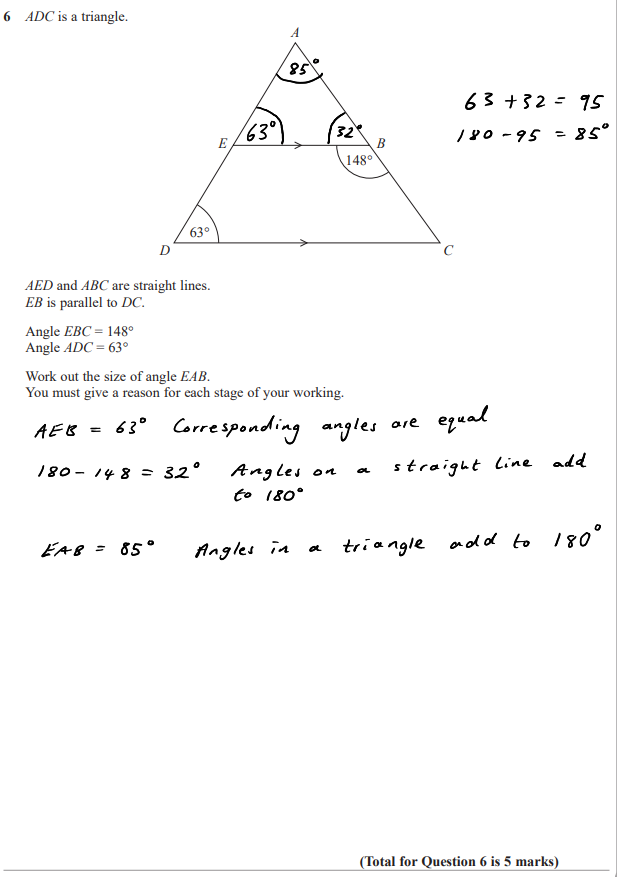 6 ADC is a triangle.
A
85°
63 + 32 = 95
180 - 95 = 85°
E 63° 32° B
148°
63°
D C
AED and ABC are straight lines.
EB is parallel to DC.
Angle EBC = 148°
Angle ADC = 63°
Work out the size of angle EAB.
You must give a reason for each stage of your working.
AEB = 63° Corresponding angles are equal
180 - 148 = 32° Angles on a straight line add
to 180°
EAB = 85° Angles in a triangle add to 180°
(Total for Question 6 is 5 marks)